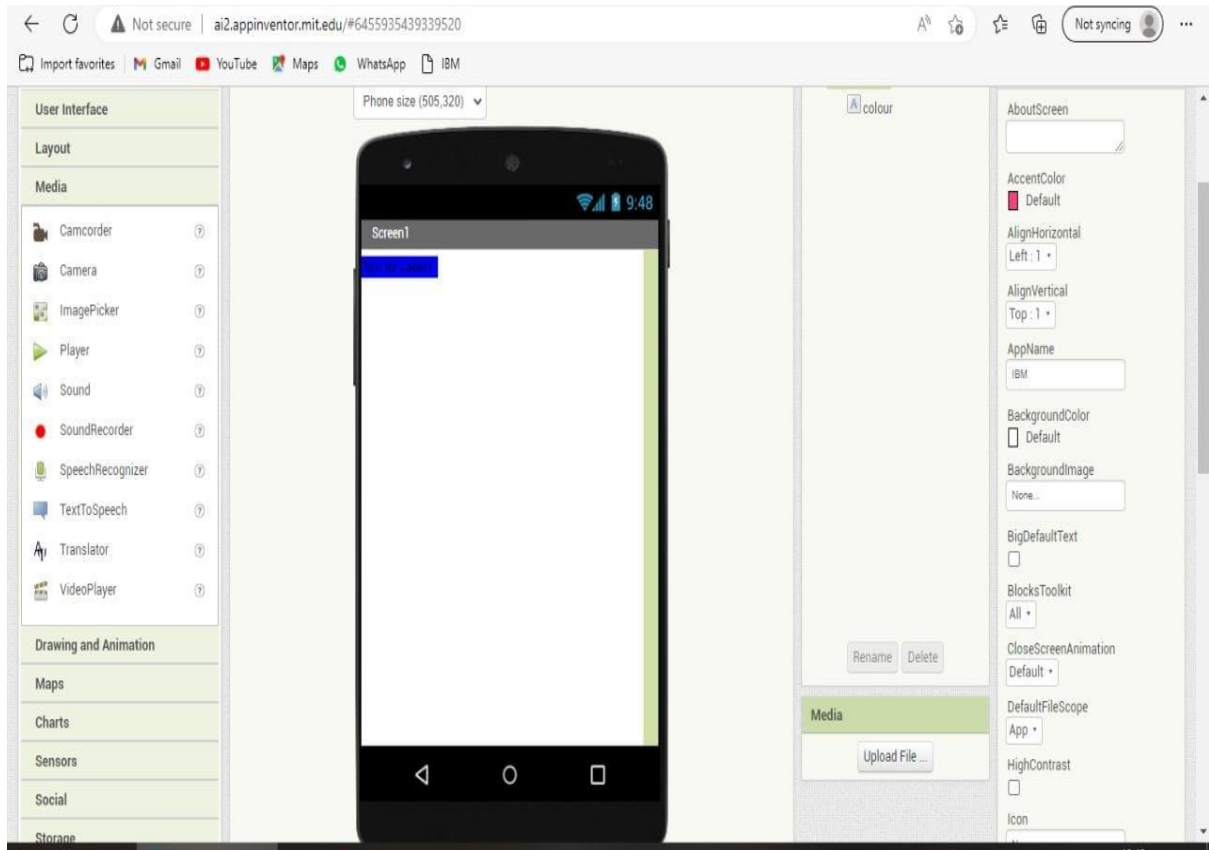 Not secure
ai2.appinventor.mit.edu/#6455935439339520
Not syncing
Import favorites
Gmail
YouTube
Maps
WhatsApp
IBM
User Interface
Layout
Media
Camcorder
Camera
ImagePicker
Player
Sound
SoundRecorder
SpeechRecognizer
TextToSpeech
Translator
VideoPlayer
Drawing and Animation
Maps
Charts
Sensors
Social
Storage
Phone size (505,320)
9:48
Screen1
colour
Rename
Delete
Media
Upload File ...
AboutScreen
AccentColor
Default
AlignHorizontal
Left : 1
AlignVertical
Top : 1
AppName
IBM
BackgroundColor
Default
BackgroundImage
None...
BigDefaultText
BlocksToolkit
All
CloseScreenAnimation
Default
DefaultFileScope
App
HighContrast
Icon